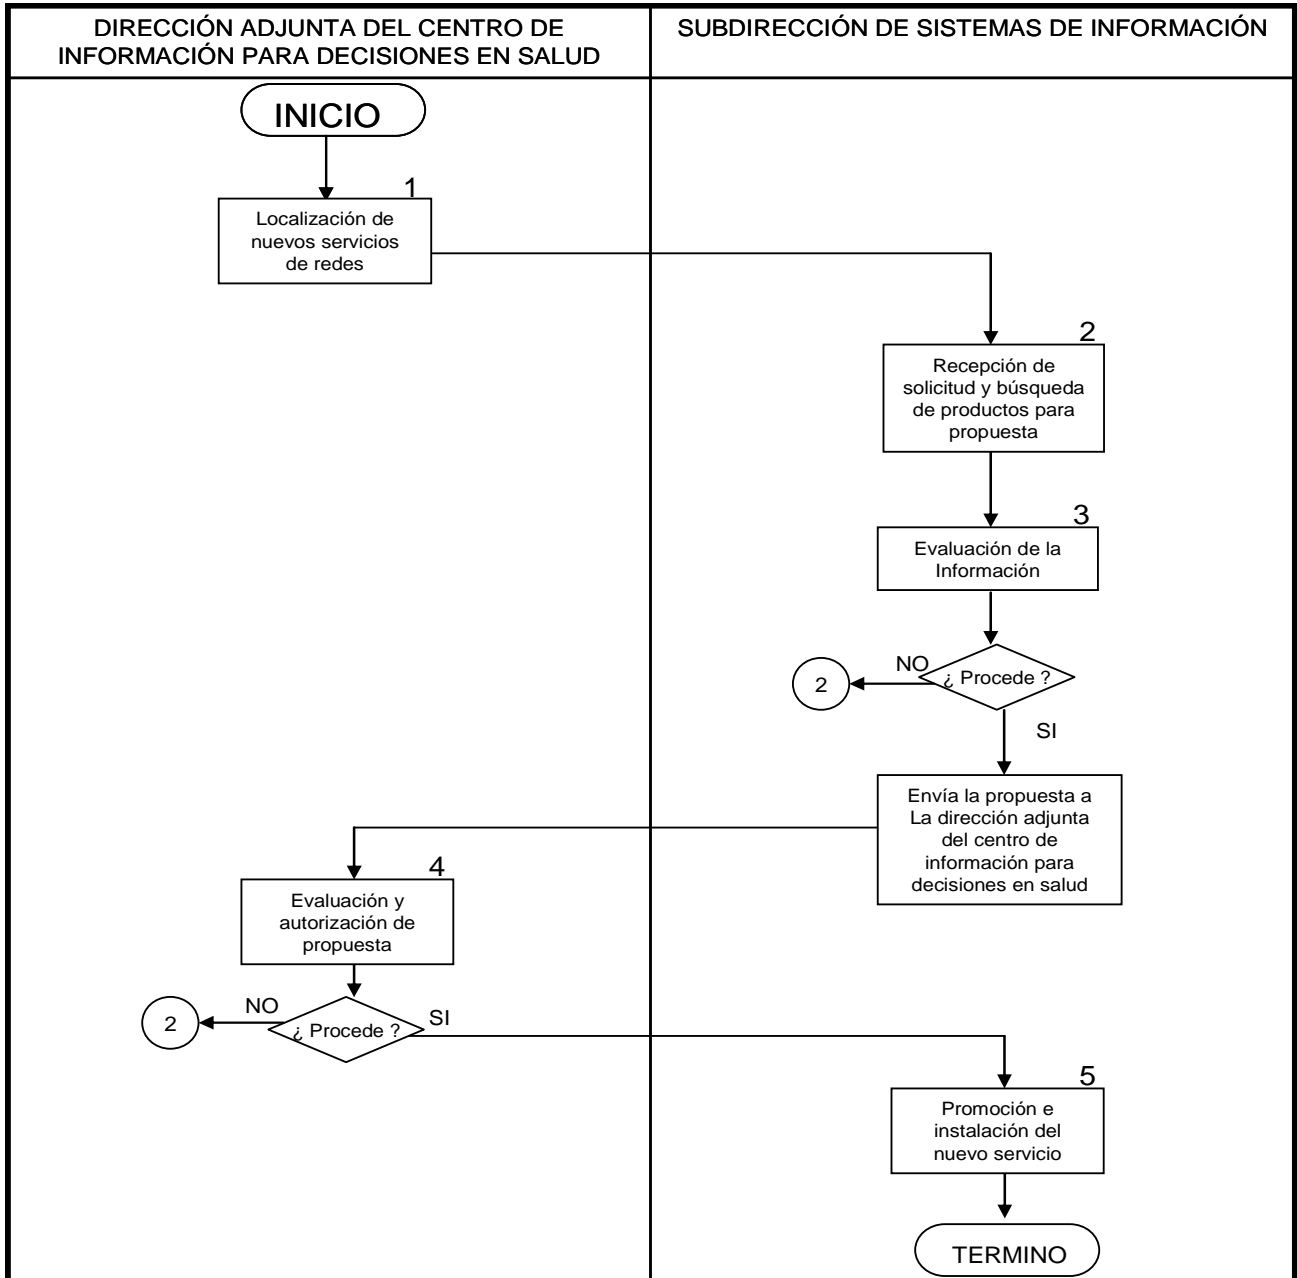 DIRECCIÓN ADJUNTA DEL CENTRO DE
INFORMACIÓN PARA DECISIONES EN SALUD
SUBDIRECCIÓN DE SISTEMAS DE INFORMACIÓN
INICIO
1
Localización de
nuevos servicios
de redes
2
Recepción de
solicitud y búsqueda
de productos para
propuesta
3
Evaluación de la
Información
NO
¿ Procede ?
2
SI
Envía la propuesta a
La dirección adjunta
del centro de
información para
decisiones en salud
4
Evaluación y
autorización de
propuesta
NO
¿ Procede ?
SI
2
5
Promoción e
instalación del
nuevo servicio
TERMINO